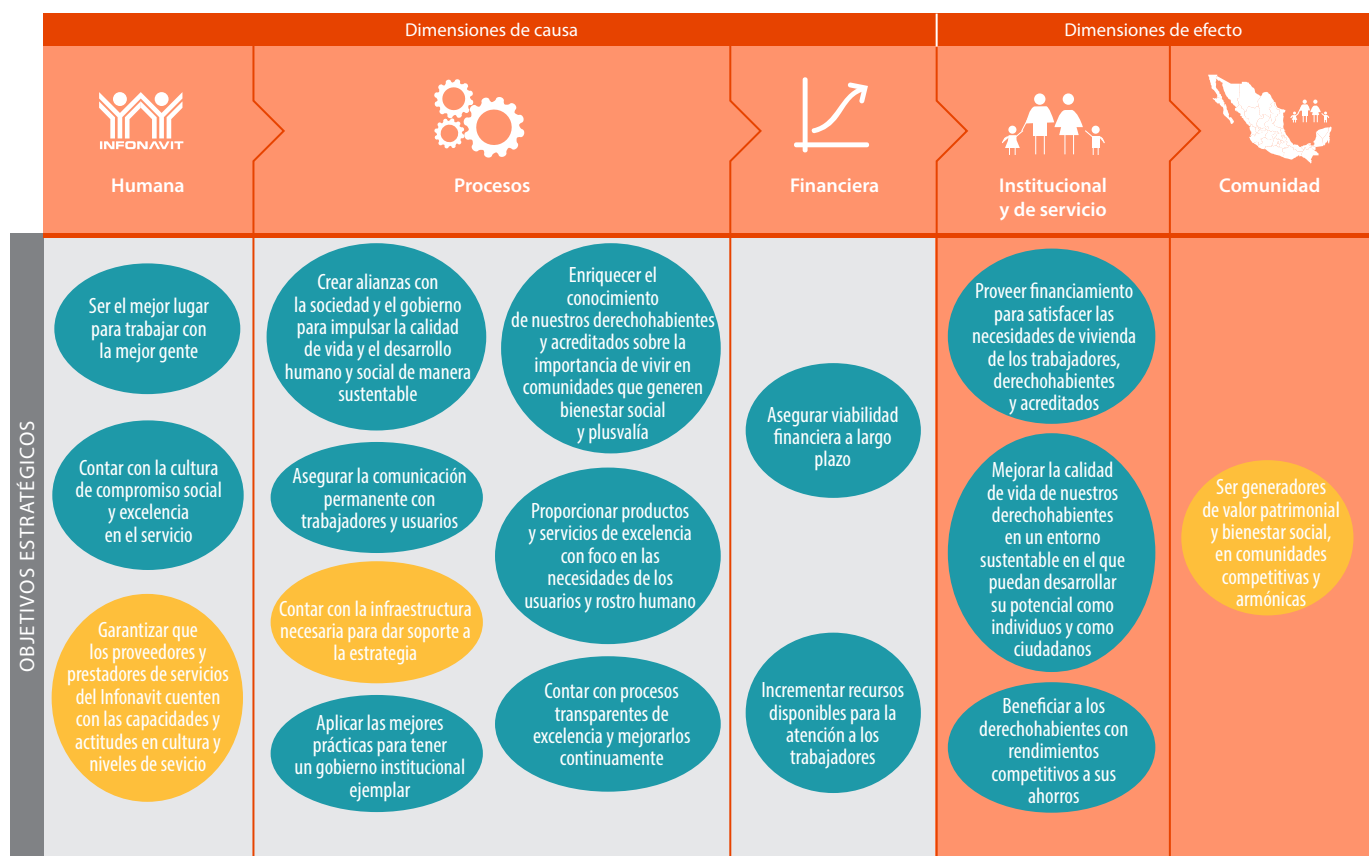 Dimensiones de causa
Dimensiones de efecto
INFONAVIT
Humana
Procesos
Financiera
Institucional
y de servicio
Comunidad
OBJETIVOS ESTRATÉGICOS
Ser el mejor lugar
para trabajar con
la mejor gente
Contar con la cultura
de compromiso social
y excelencia
en el servicio
Garantizar que
los proveedores y
prestadores de servicios
del Infonavit cuenten
con las capacidades y
actitudes en cultura y
niveles de sevicio
Crear alianzas con
la sociedad y el gobierno
para impulsar la calidad
de vida y el desarrollo
humano y social de manera
sustentable
Asegurar la comunicación
permanente con
trabajadores y usuarios
Contar con la infraestructura
necesaria para dar soporte a
la estrategia
Aplicar las mejores
prácticas para tener
un gobierno institucional
ejemplar
Enriquecer el
conocimiento
de nuestros derechohabientes
y acreditados sobre la
importancia de vivir en
comunidades que generen
bienestar social
y plusvalía
Proporcionar productos
y servicios de excelencia
con foco en las
necesidades de los
usuarios y rostro humano
Contar con procesos
transparentes de
excelencia y mejorarlos
continuamente
Asegurar viabilidad
financiera a largo
plazo
Incrementar recursos
disponibles para la
atención a los
trabajadores
Proveer financiamiento
para satisfacer las
necesidades de vivienda
de los trabajadores,
derechohabientes
y acreditados
Mejorar la calidad
de vida de nuestros
derechohabientes
en un entorno
sustentable en el que
puedan desarrollar
su potencial como
individuos y como
ciudadanos
Beneficiar a los
derechohabientes con
rendimientos
competitivos a sus
ahorros
Ser generadores
de valor patrimonial
y bienestar social,
en comunidades
competitivas y
armónicas